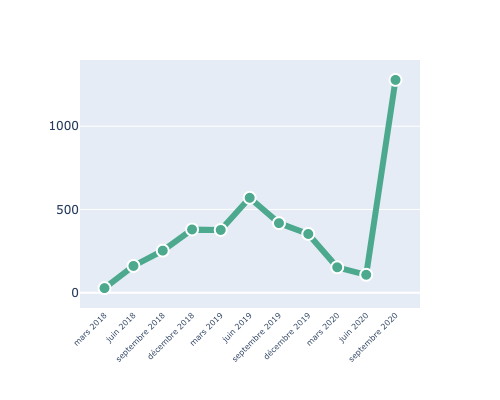 1000
500
0
mars 2018
juin 2018
septembre 2018
décembre 2018
mars 2019
juin 2019
septembre 2019
décembre 2019
mars 2020
juin 2020
septembre 2020